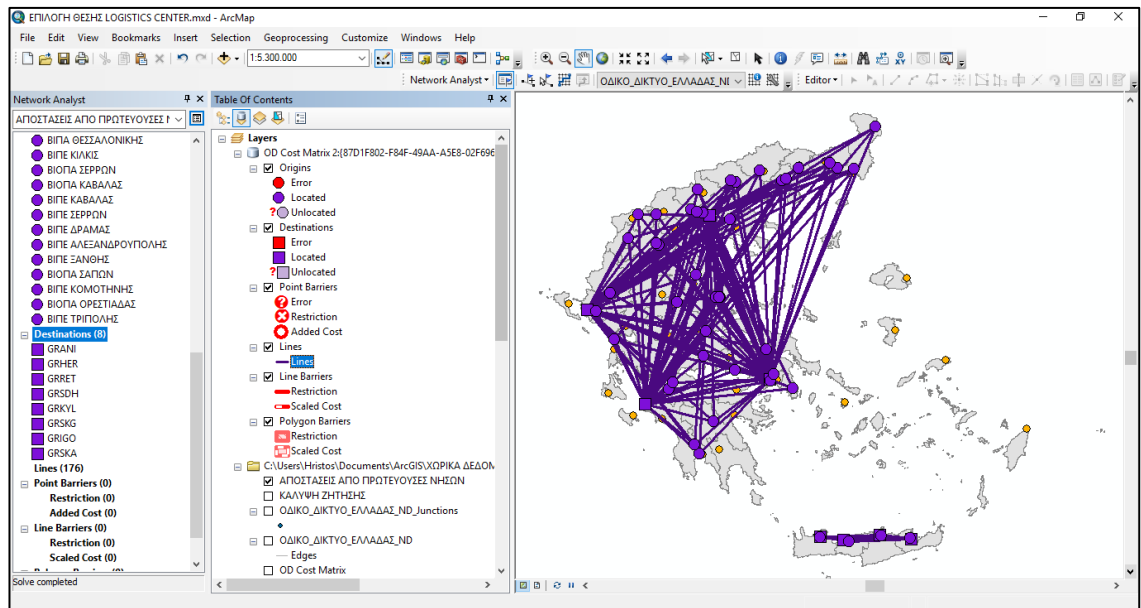 ΕΠΙΛΟΓΗ ΘΕΣΗΣ LOGISTICS CENTER.mxd - ArcMap
File Edit View Bookmarks Insert Selection Geoprocessing Customize Windows Help
1:5.300.000
Network Analyst
ΟΔΙΚΟ_ΔΙΚΤΥΟ_ΕΛΛΑΔΑΣ_NI
Editor
Network Analyst
ΑΠΟΣΤΑΣΕΙΣ ΑΠΟ ΠΡΩΤΕΥΟΥΣΕΣ
ΒΙΠΑ ΘΕΣΣΑΛΟΝΙΚΗΣ
ΒΙΠΕ ΚΙΛΚΙΣ
ΒΙΟΠΑ ΣΕΡΡΩΝ
ΒΙΟΠΑ ΚΑΒΑΛΑΣ
ΒΙΠΕ ΚΑΒΑΛΑΣ
ΒΙΠΕ ΣΕΡΡΩΝ
ΒΙΠΕ ΔΡΑΜΑΣ
ΒΙΠΕ ΑΛΕΞΑΝΔΡΟΥΠΟΛΗΣ
ΒΙΠΕ ΞΑΝΘΗΣ
ΒΙΟΠΑ ΣΑΠΩΝ
ΒΙΠΕ ΚΟΜΟΤΗΝΗΣ
ΒΙΟΠΑ ΟΡΕΣΤΙΑΔΑΣ
ΒΙΠΕ ΤΡΙΠΟΛΗΣ
Destinations (8)
GRANI
GRHER
GRRET
GRSDH
GRKYL
GRSKG
GRIGO
GRSKA
Lines (176)
Point Barriers (0)
Restriction (0)
Added Cost (0)
Line Barriers (0)
Restriction (0)
Scaled Cost (0)
Solve completed
Table Of Contents
Layers
OD Cost Matrix 2:{87D1F802-F84F-49AA-A5E8-02F696
Origins
Error
Located
Unlocated
Destinations
Error
Located
Unlocated
Point Barriers
Error
Restriction
Added Cost
Lines
Lines
Line Barriers
Restriction
Scaled Cost
Polygon Barriers
Restriction
Scaled Cost
C:\Users\Hristos\Documents\ArcGIS\ΧΩΡΙΚΑ ΔΕΔΟΜ
ΑΠΟΣΤΑΣΕΙΣ ΑΠΟ ΠΡΩΤΕΥΟΥΣΕΣ ΝΗΣΩΝ
ΚΑΛΥΨΗ ΖΗΤΗΣΗΣ
ΟΔΙΚΟ_ΔΙΚΤΥΟ_ΕΛΛΑΔΑΣ_ND_Junctions
ΟΔΙΚΟ_ΔΙΚΤΥΟ_ΕΛΛΑΔΑΣ_ND
Edges
OD Cost Matrix